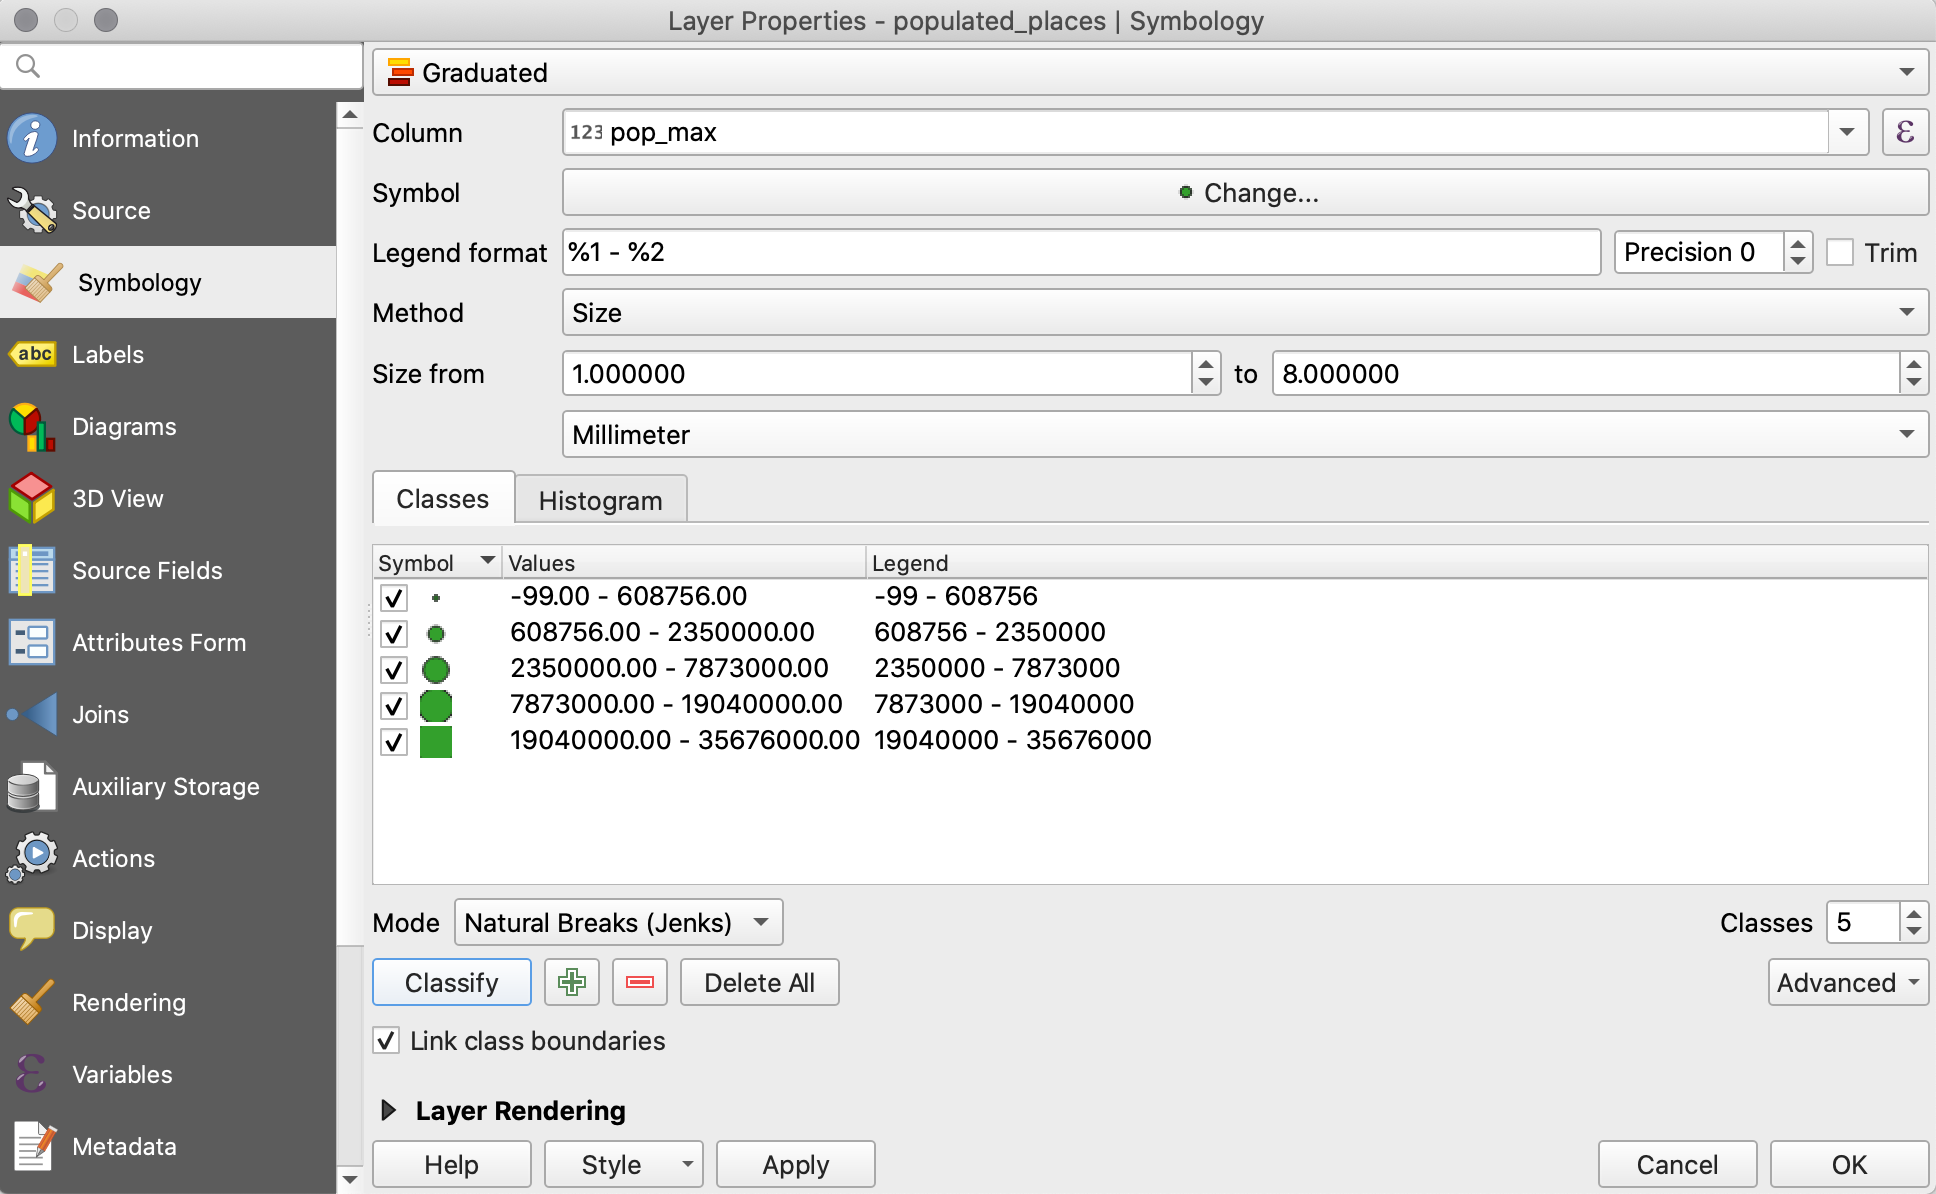 Layer Properties - populated_places | Symbology
Graduated
Information
Column
123 pop_max
ε
Source
Symbol
Change...
Symbology
Legend format
%1 - %2
Precision 0
Trim
Method
Size
Labels
abc
Size from
1.000000
to
8.000000
Diagrams
Millimeter
3D View
Classes
Histogram
Source Fields
Symbol
Values
Legend
-99.00 - 608756.00
-99 - 608756
Attributes Form
608756.00 - 2350000.00
608756 - 2350000
2350000.00 - 7873000.00
2350000 - 7873000
Joins
7873000.00 - 19040000.00
7873000 - 19040000
19040000.00 - 35676000.00
19040000 - 35676000
Auxiliary Storage
Actions
Display
Mode
Natural Breaks (Jenks)
Classes
5
Rendering
Classify
Delete All
Advanced
Link class boundaries
Variables
Layer Rendering
Metadata
Help
Style
Apply
Cancel
OK